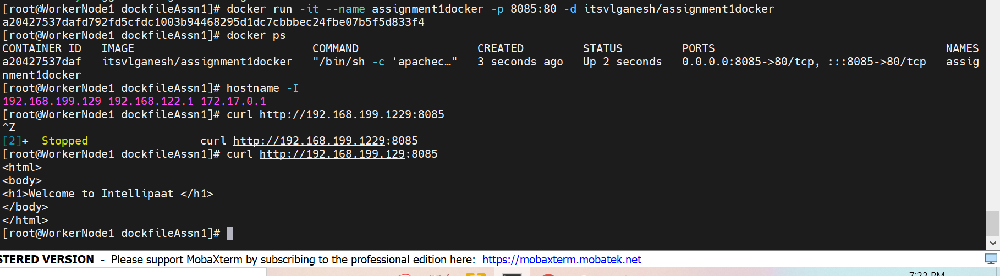 [root@WorkerNode1 dockfileAssn1]# docker run -it --name assignment1docker -p 8085:80 -d itsvlganesh/assignment1docker
a20427537dafd792fd5cfdc1003b94468295d1dc7cbbbec24fbe07b5f5d833f4
[root@WorkerNode1 dockfileAssn1]# docker ps
CONTAINER ID   IMAGE                           COMMAND                  CREATED         STATUS         PORTS                                   NAMES
a20427537daf   itsvlganesh/assignment1docker   "/bin/sh -c 'apachec…"   3 seconds ago   Up 2 seconds   0.0.0.0:8085->80/tcp, :::8085->80/tcp   assig
nment1docker
[root@WorkerNode1 dockfileAssn1]# hostname -I
192.168.199.129 192.168.122.1 172.17.0.1
[root@WorkerNode1 dockfileAssn1]# curl http://192.168.199.1229:8085
^Z
[2]+  Stopped                 curl http://192.168.199.1229:8085
[root@WorkerNode1 dockfileAssn1]# curl http://192.168.199.129:8085
<html>
<body>
<h1>Welcome to Intellipaat </h1>
</body>
</html>
[root@WorkerNode1 dockfileAssn1]#
STERED VERSION - Please support MobaXterm by subscribing to the professional edition here: https://mobaxterm.mobatek.net
7:22 PM